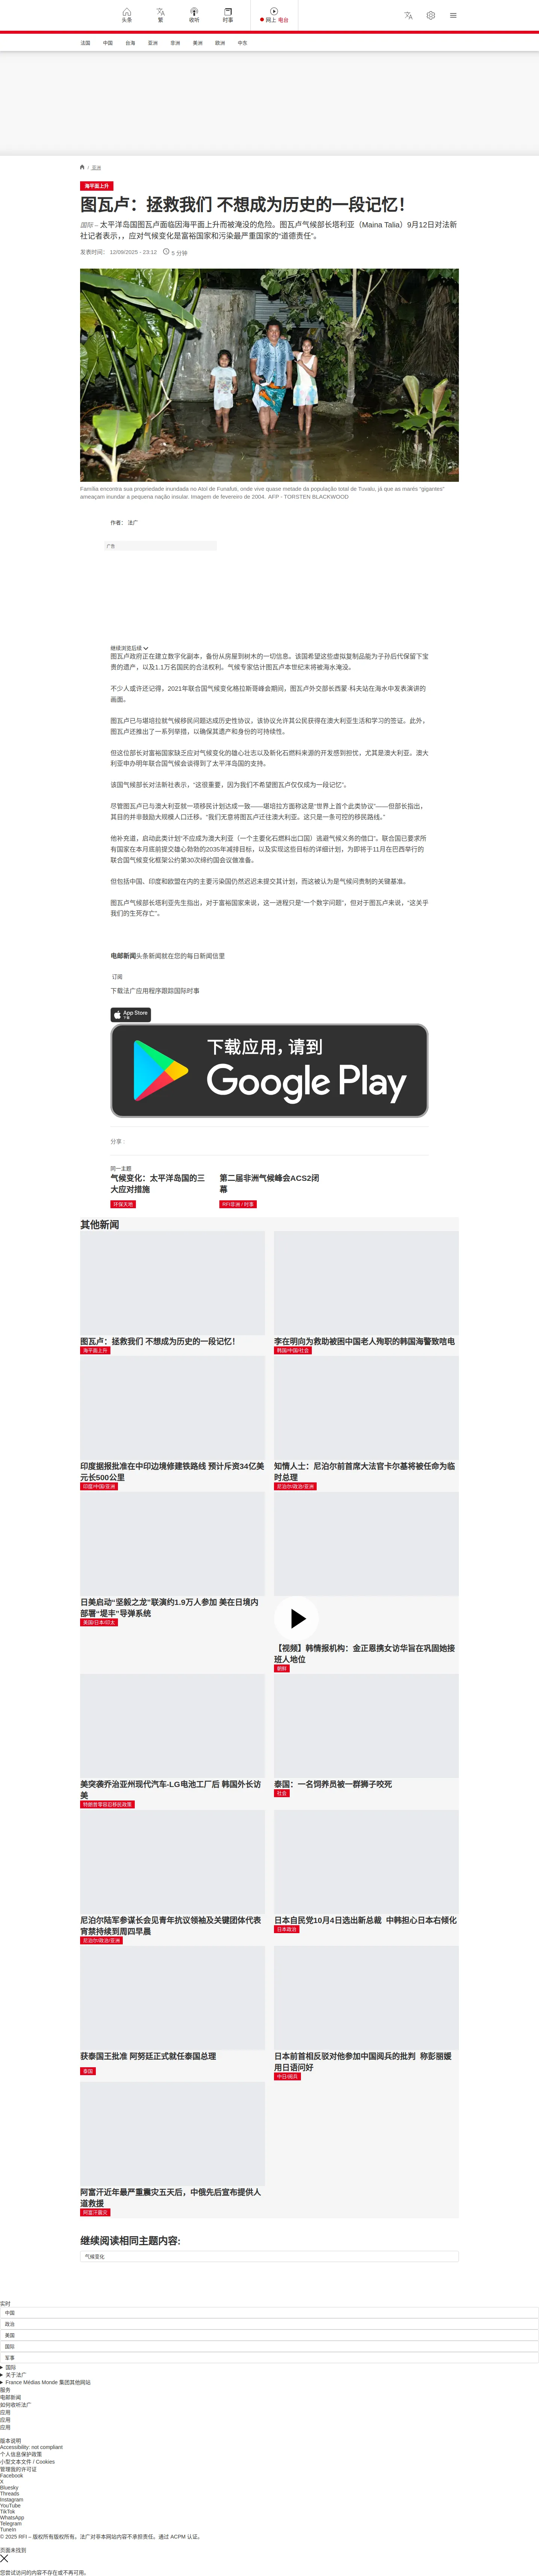 头条
繁
收听
时事
网上 电台
法国
中国
台海
亚洲
非洲
美洲
欧洲
中东
/ 亚洲
海平面上升
图瓦卢：拯救我们 不想成为历史的一段记忆！
国际 – 太平洋岛国图瓦卢面临因海平面上升而被淹没的危险。图瓦卢气候部长塔利亚（Maina Talia）9月12日对法新
社记者表示，，应对气候变化是富裕国家和污染最严重国家的“道德责任”。
发表时间： 12/09/2025 - 23:12
5 分钟
Família encontra sua propriedade inundada no Atol de Funafuti, onde vive quase metade da população total de Tuvalu, já que as marés "gigantes"
ameaçam inundar a pequena nação insular. Imagem de fevereiro de 2004. AFP - TORSTEN BLACKWOOD
作者： 法广
广告
继续浏览后续
图瓦卢政府正在建立数字化副本，备份从房屋到树木的一切信息。该国希望这些虚拟复制品能为子孙后代保留下宝
贵的遗产，以及1.1万名国民的合法权利。气候专家估计图瓦卢本世纪末将被海水淹没。
不少人或许还记得，2021年联合国气候变化格拉斯哥峰会期间，图瓦卢外交部长西蒙·科夫站在海水中发表演讲的
画面。
图瓦卢已与堪培拉就气候移民问题达成历史性协议，该协议允许其公民获得在澳大利亚生活和学习的签证。此外，
图瓦卢还推出了一系列举措，以确保其遗产和身份的可持续性。
但这位部长对富裕国家缺乏应对气候变化的雄心壮志以及新化石燃料来源的开发感到担忧，尤其是澳大利亚。澳大
利亚申办明年联合国气候会谈得到了太平洋岛国的支持。
该国气候部长对法新社表示，“这很重要，因为我们不希望图瓦卢仅仅成为一段记忆”。
尽管图瓦卢已与澳大利亚就一项移民计划达成一致——堪培拉方面称这是”世界上首个此类协议”——但部长指出，
其目的并非鼓励大规模人口迁移。“我们无意将图瓦卢迁往澳大利亚。这只是一条可控的移民路线。”
他补充道，启动此类计划“不应成为澳大利亚（一个主要化石燃料出口国）逃避气候义务的借口”。联合国已要求所
有国家在本月底前提交雄心勃勃的2035年减排目标，以及实现这些目标的详细计划，为即将于11月在巴西举行的
联合国气候变化框架公约第30次缔约国会议做准备。
但包括中国、印度和欧盟在内的主要污染国仍然迟迟未提交其计划，而这被认为是气候问责制的关键基准。
图瓦卢气候部长塔利亚先生指出，对于富裕国家来说，这一进程只是“一个数字问题”，但对于图瓦卢来说，“这关乎
我们的生死存亡”。
电邮新闻头条新闻就在您的每日新闻信里
订阅
下载法广应用程序跟踪国际时事
App Store
下载
下载应用，请到
Google Play
分享 :
同一主题
气候变化：太平洋岛国的三
大应对措施
环保天地
第二届非洲气候峰会ACS2闭
幕
RFI非洲 / 时事
其他新闻
图瓦卢：拯救我们 不想成为历史的一段记忆！
海平面上升
李在明向为救助被困中国老人殉职的韩国海警致唁电
韩国/中国/社会
印度据报批准在中印边境修建铁路线 预计斥资34亿美
元长500公里
印度/中国/亚洲
知情人士：尼泊尔前首席大法官卡尔基将被任命为临
时总理
尼泊尔/政治/亚洲
日美启动“坚毅之龙”联演约1.9万人参加 美在日境内
部署“堤丰”导弹系统
美国/日本/印太
【视频】韩情报机构：金正恩携女访华旨在巩固她接
班人地位
朝鲜
美突袭乔治亚州现代汽车-LG电池工厂后 韩国外长访
美
特朗普零容忍移民政策
泰国：一名饲养员被一群狮子咬死
社会
尼泊尔陆军参谋长会见青年抗议领袖及关键团体代表
宵禁持续到周四早晨
尼泊尔/政治/亚洲
日本自民党10月4日选出新总裁 中韩担心日本右倾化
日本政治
获泰国王批准 阿努廷正式就任泰国总理
泰国
日本前首相反驳对他参加中国阅兵的批判 称彭丽媛
用日语问好
中日/阅兵
阿富汗近年最严重震灾五天后，中俄先后宣布提供人
道救援
阿富汗震灾
继续阅读相同主题内容:
气候变化
实时
中国
政治
美国
国际
军事
国际
关于法广
France Médias Monde 集团其他网站
服务
电邮新闻
如何收听法广
应用
应用
应用
版本说明
Accessibility: not compliant
个人信息保护政策
小型文本文件 / Cookies
管理我的许可证
Facebook
X
Bluesky
Threads
Instagram
YouTube
TikTok
WhatsApp
Telegram
TuneIn
© 2025 RFI – 版权所有版权所有。法广对非本网站内容不承担责任。通过 ACPM 认证。
页面未找到
您尝试访问的内容不存在或不再可用。